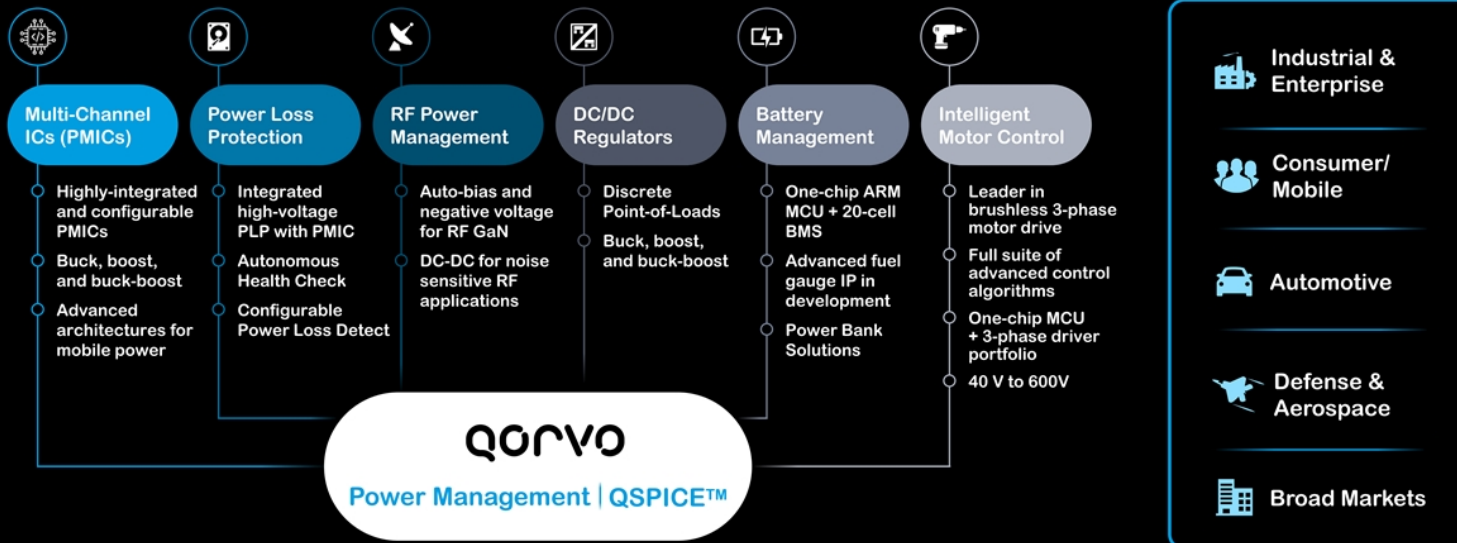 Multi-Channel
ICs (PMICs)
Highly-integrated
and configurable
PMICs
Buck, boost,
and buck-boost
Advanced
architectures for
mobile power
Power Loss
Protection
Integrated
high-voltage
PLP with PMIC
Autonomous
Health Check
Configurable
Power Loss Detect
RF Power
Management
Auto-bias and
negative voltage
for RF GaN
DC-DC for noise
sensitive RF
applications
DC/DC
Regulators
Discrete
Point-of-Loads
Buck, boost,
and buck-boost
Battery
Management
One-chip ARM
MCU + 20-cell
BMS
Advanced fuel
gauge IP in
development
Power Bank
Solutions
Intelligent
Motor Control
Leader in
brushless 3-phase
motor drive
Full suite of
advanced control
algorithms
One-chip MCU
+ 3-phase driver
portfolio
40 V to 600V
QORVO
Power Management | QSPICE™
Industrial &
Enterprise
Consumer/
Mobile
Automotive
Defense &
Aerospace
Broad Markets